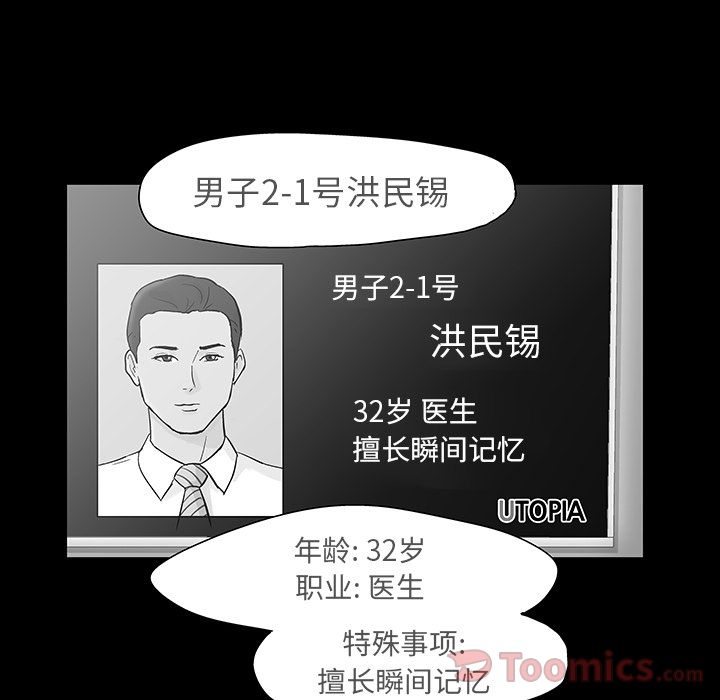 男子2-1号洪民锡
男子2-1号
洪民锡
32岁 医生
擅长瞬间记忆
UTOPIA
年龄: 32岁
职业: 医生
特殊事项:
擅长瞬间记忆
Toomics.com